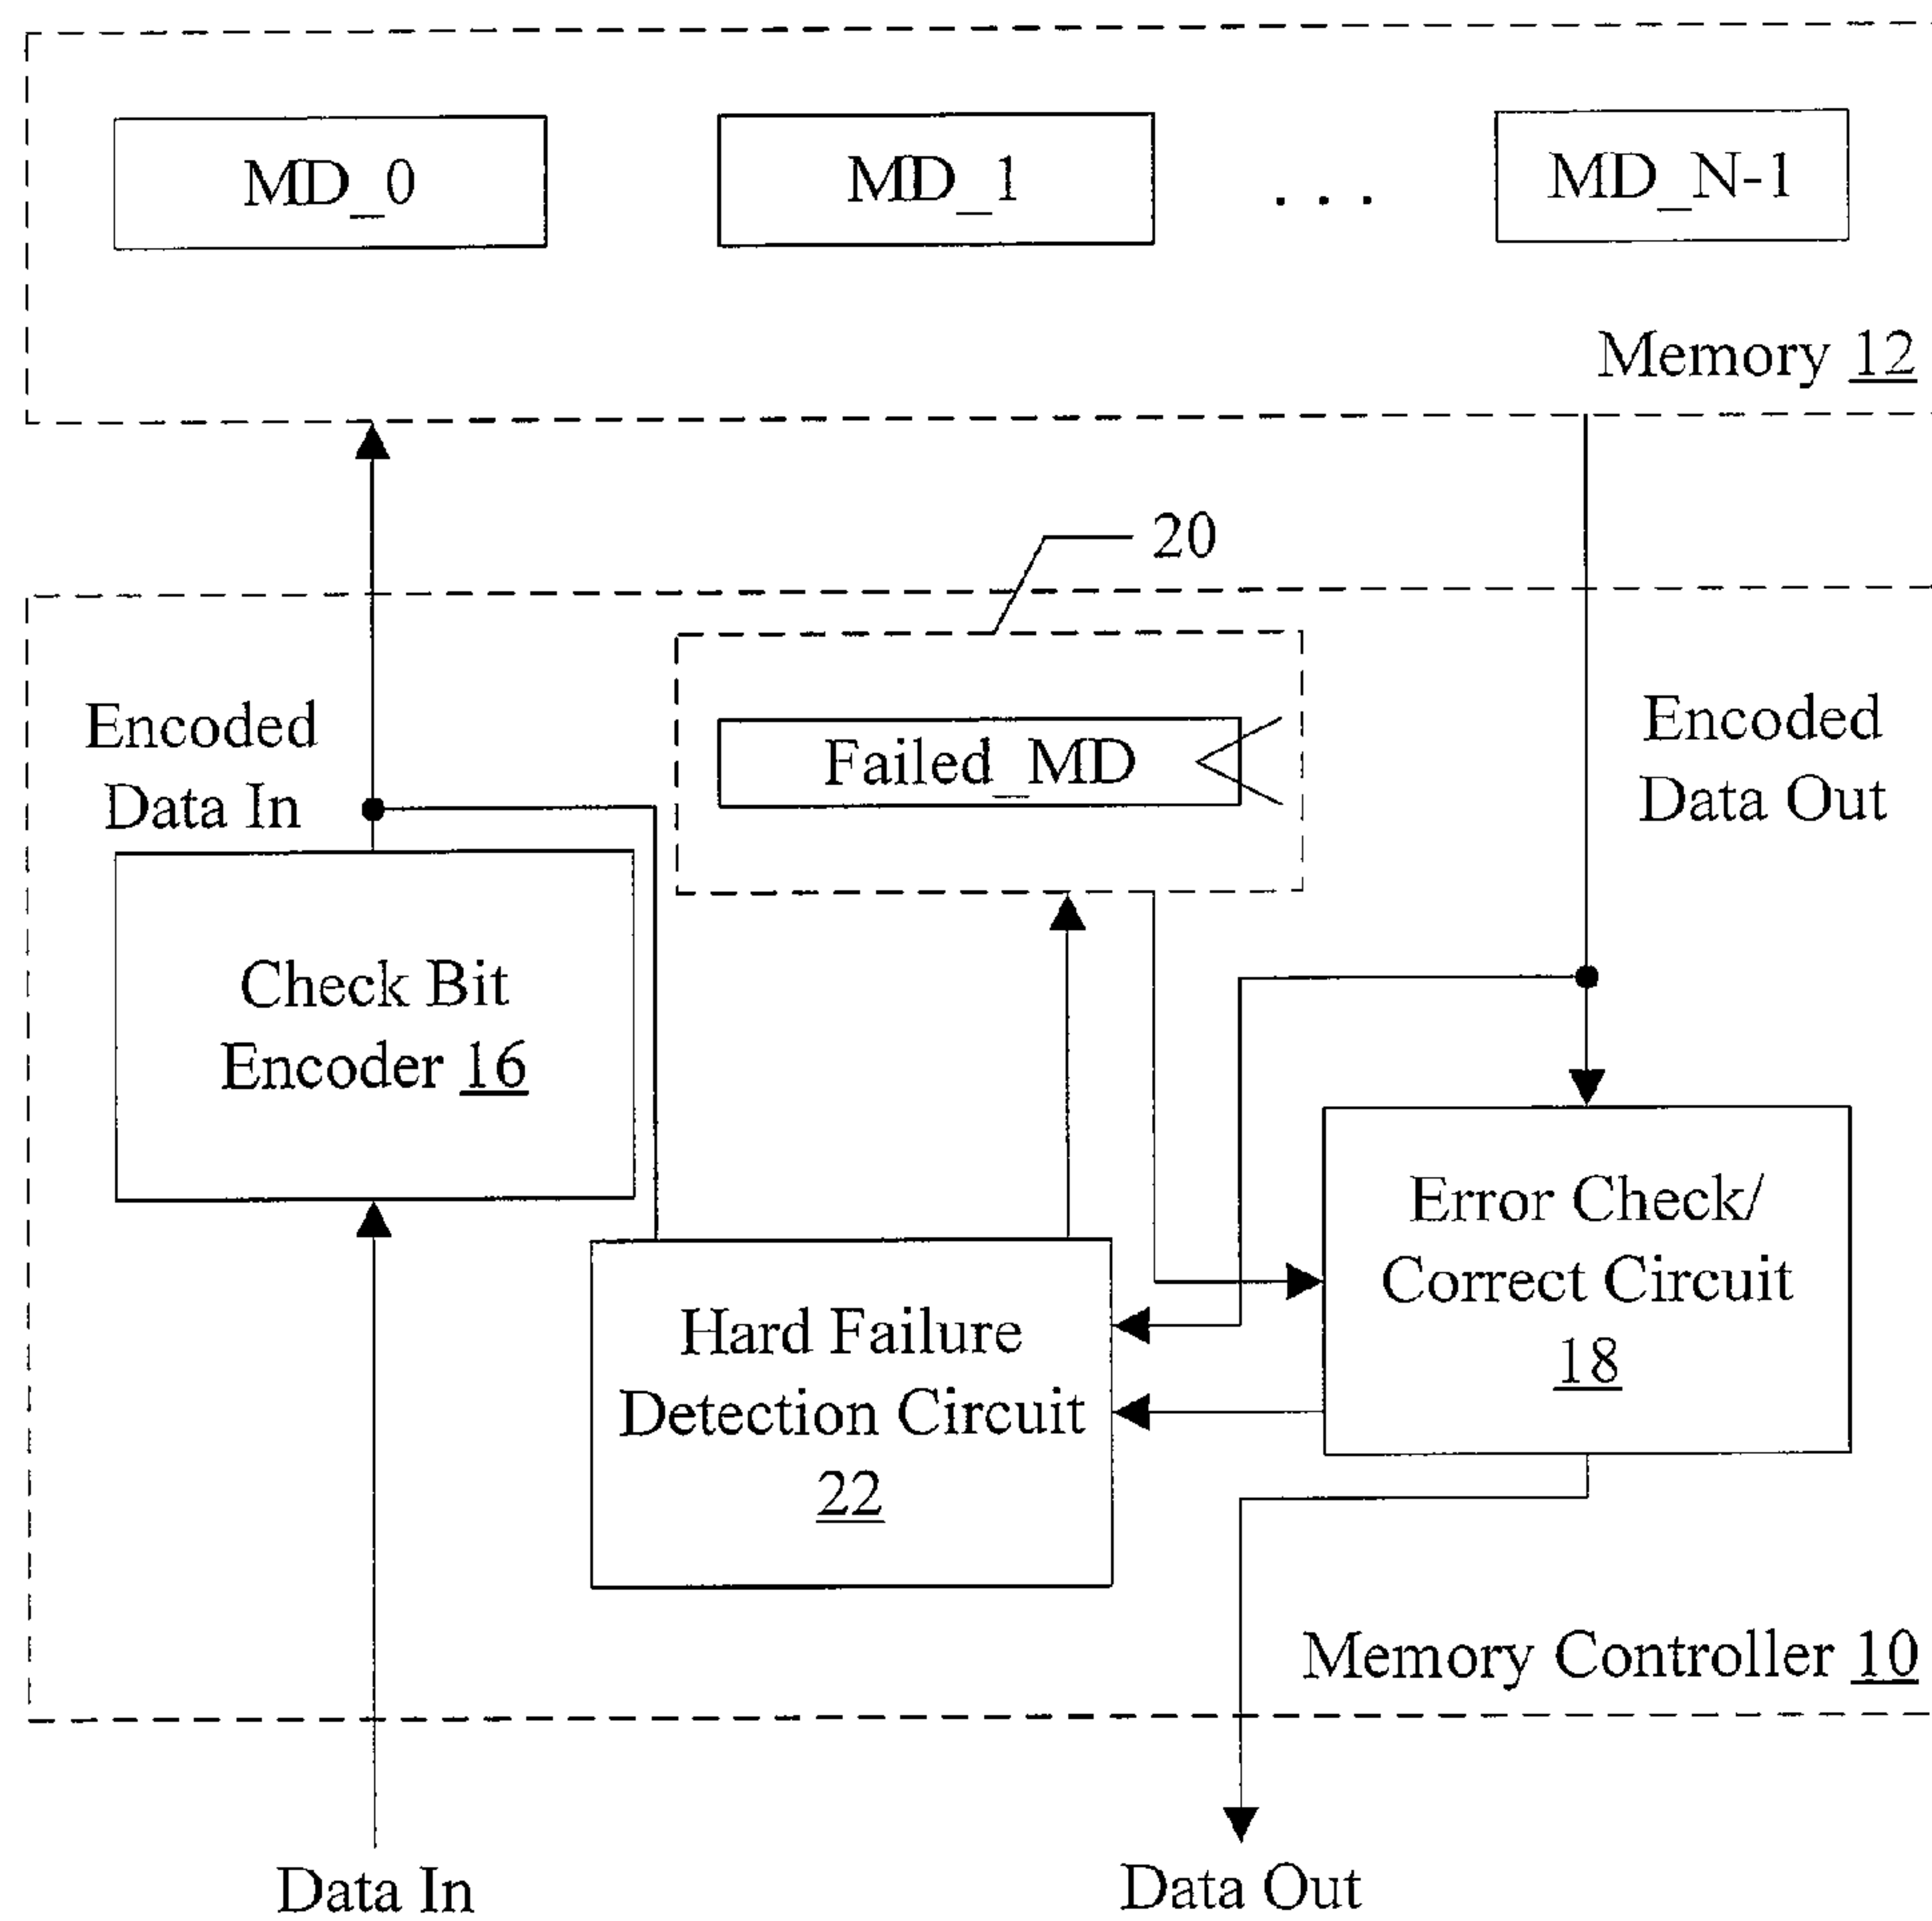 MD_0
MD_1
. . .
MD_N-1
Memory 12
20
Encoded
Data In
Failed_MD
Encoded
Data Out
Check Bit
Encoder 16
Error Check/
Correct Circuit
18
Hard Failure
Detection Circuit
22
Memory Controller 10
Data In
Data Out